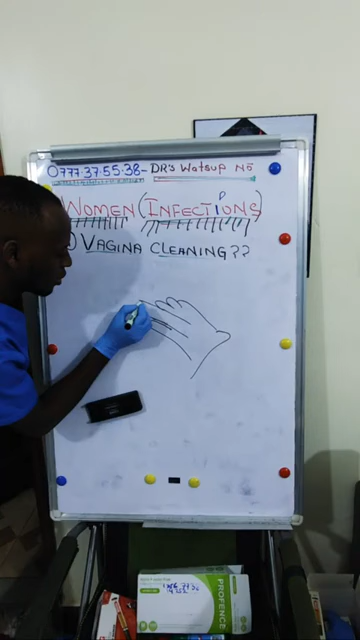 0777.37.55.38- DR's Watsup No
WOMEN (INFECTIONS)
) VAGINA CLEANING??
PROFENCE